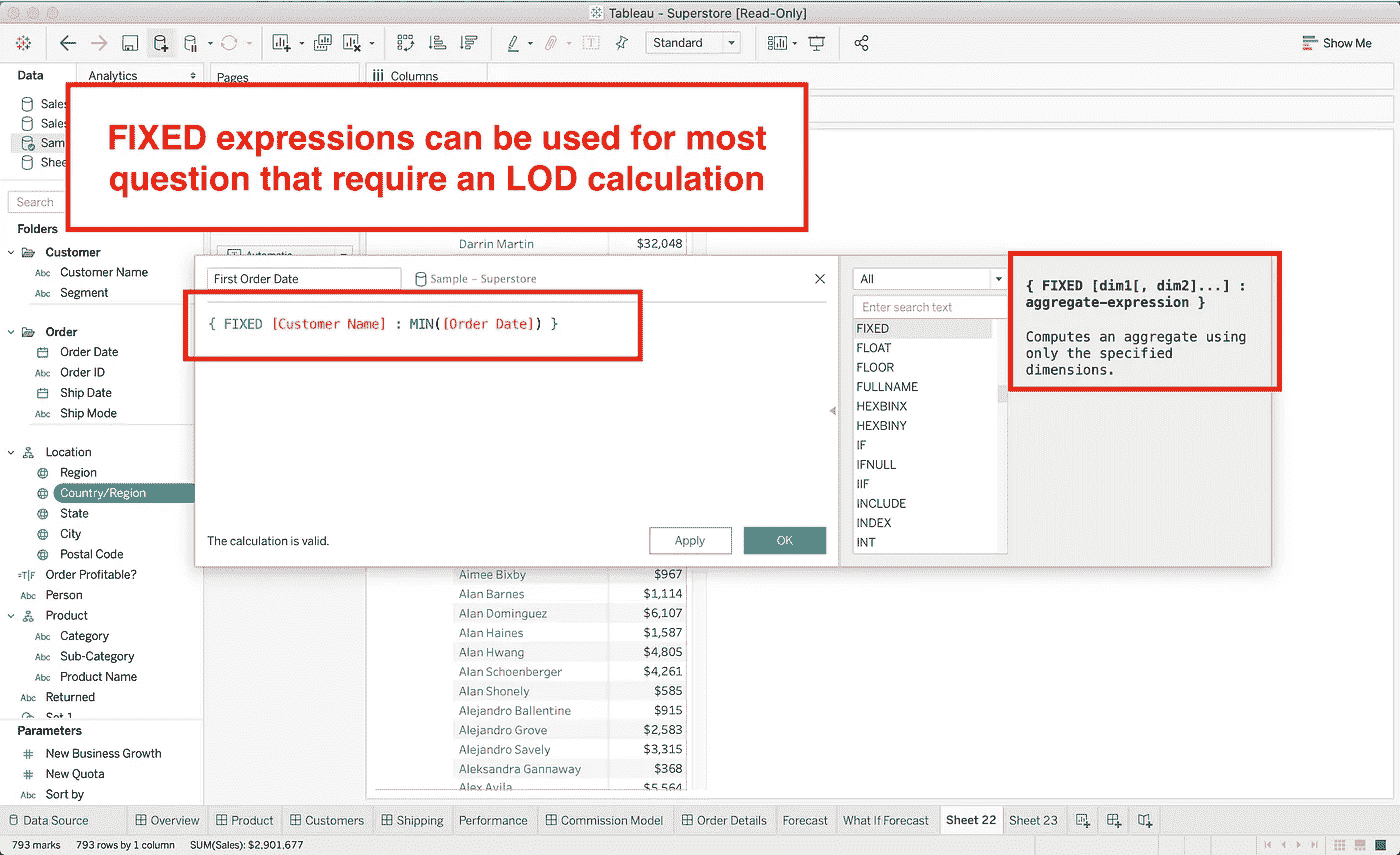 Tableau - Superstore [Read-Only]
Standard
Show Me
Data
Analytics
Pages
Columns
FIXED expressions can be used for most
question that require an LOD calculation
Search
Folders
Customer
Abc Customer Name
Abc Segment
Order
Order Date
Abc Order ID
Ship Date
Abc Ship Mode
Location
Region
Country/Region
State
City
Postal Code
=T|F Order Profitable?
Abc Person
Product
Abc Category
Abc Sub-Category
Abc Product Name
Abc Returned
Set 1
Parameters
# New Business Growth
# New Quota
Abc Sort by
Automatic
Darrin Martin $32,048
First Order Date
Sample – Superstore
{ FIXED [Customer Name] : MIN([Order Date]) }
The calculation is valid.
Apply
OK
All
Enter search text
FIXED
FLOAT
FLOOR
FULLNAME
HEXBINX
HEXBINY
IF
IFNULL
IIF
INCLUDE
INDEX
INT
{ FIXED [dim1[, dim2]...] :
aggregate-expression }
Computes an aggregate using
only the specified
dimensions.
Aimee Bixby $967
Alan Barnes $1,114
Alan Dominguez $6,107
Alan Haines $1,587
Alan Hwang $4,805
Alan Schoenberger $4,261
Alan Shonely $585
Alejandro Ballentine $915
Alejandro Grove $2,583
Alejandro Savely $3,315
Aleksandra Gannaway $368
Alex Avila $5,564
Data Source
Overview
Product
Customers
Shipping
Performance
Commission Model
Order Details
Forecast
What If Forecast
Sheet 22
Sheet 23
793 marks
793 rows by 1 column
SUM(Sales): $2,901,677